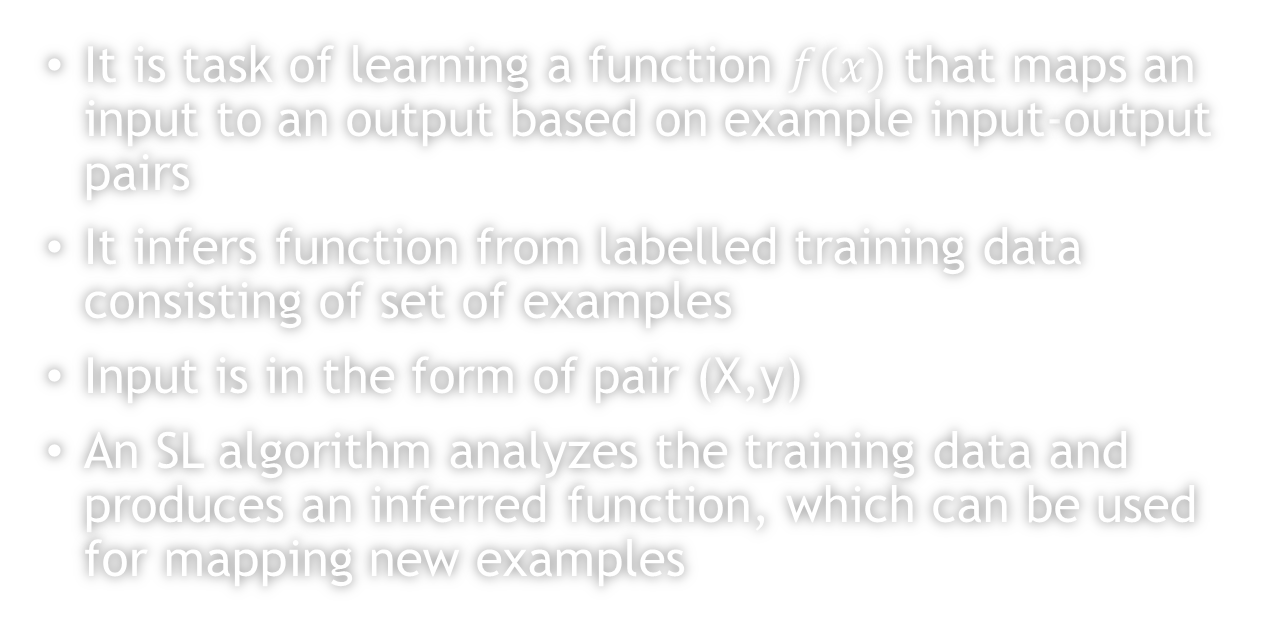 • It is task of learning a function f(x) that maps an
input to an output based on example input-output
pairs
• It infers function from labelled training data
consisting of set of examples
• Input is in the form of pair (X,y)
• An SL algorithm analyzes the training data and
produces an inferred function, which can be used
for mapping new examples